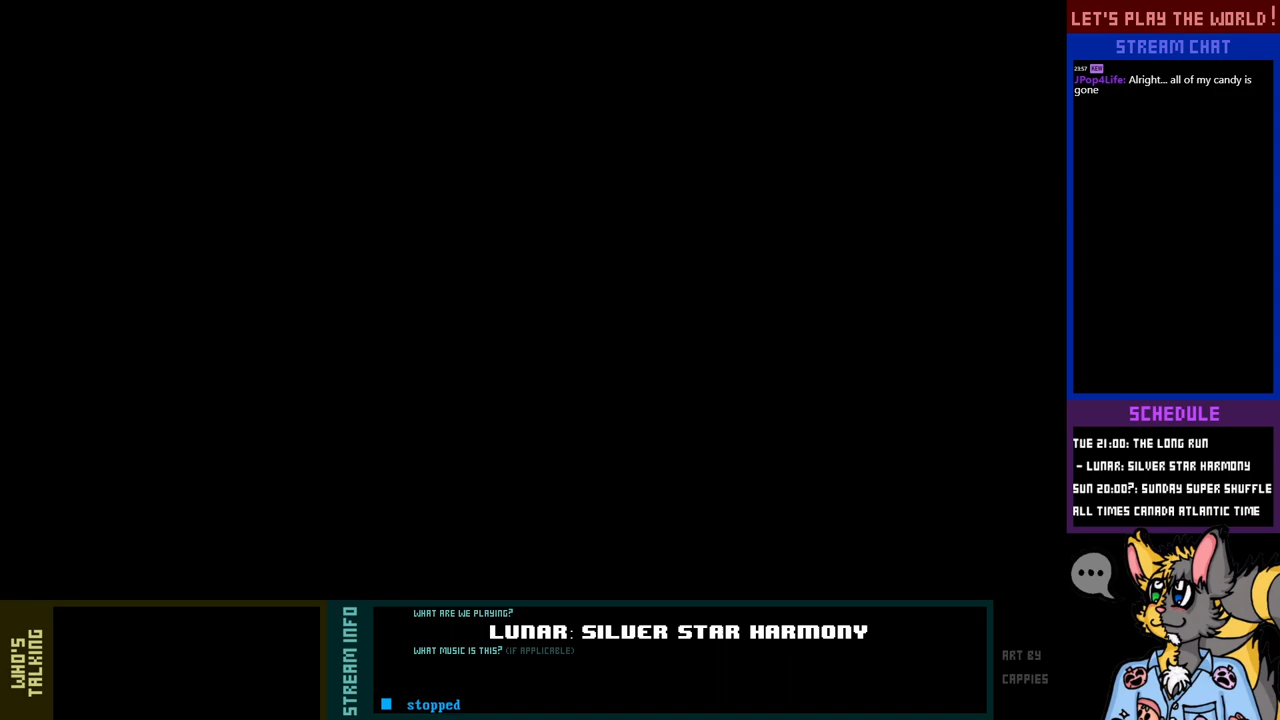 LET'S PLAY THE WORLD!
STREAM CHAT
23:57 NEW
JPop4Life: Alright... all of my candy is
gone
SCHEDULE
TUE 21:00: THE LONG RUN
- LUNAR: SILVER STAR HARMONY
SUN 20:00?: SUNDAY SUPER SHUFFLE
ALL TIMES CANADA ATLANTIC TIME
WHO'S
TALKING
STREAM INFO
WHAT ARE WE PLAYING?
LUNAR: SILVER STAR HARMONY
WHAT MUSIC IS THIS? (IF APPLICABLE)
stopped
ART BY
CAPPIES